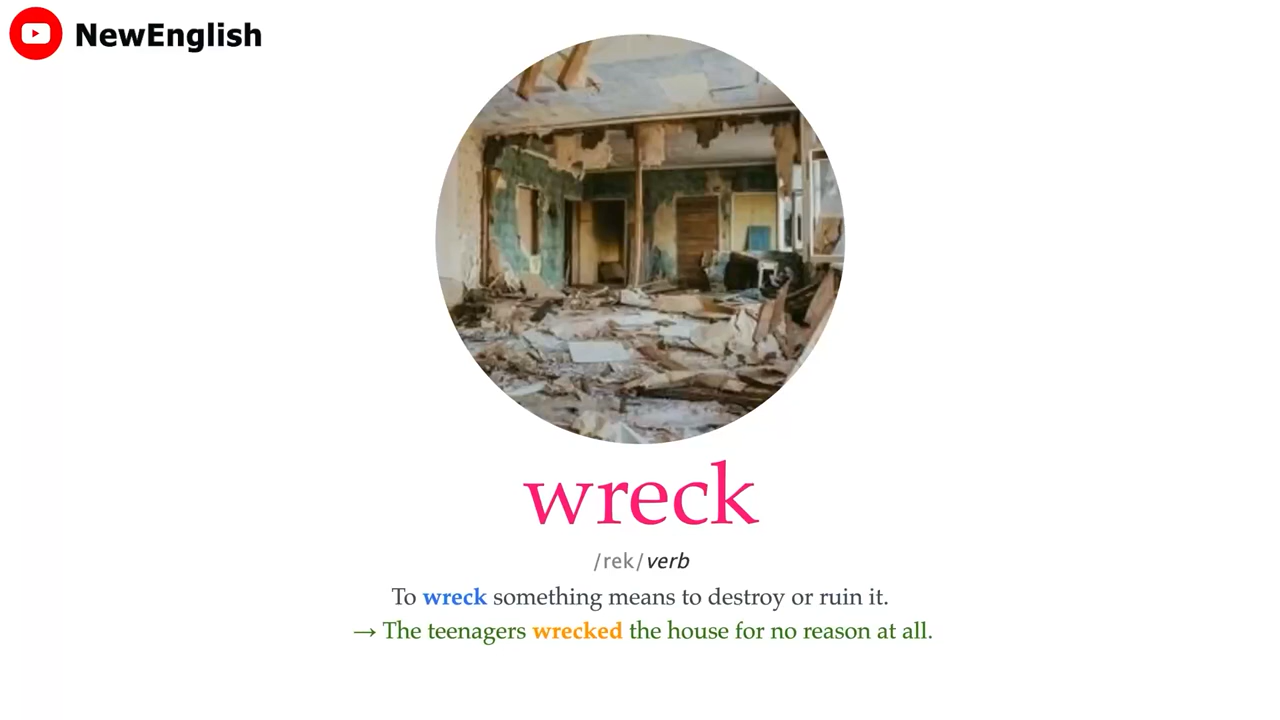 NewEnglish
wreck
/rek/verb
To wreck something means to destroy or ruin it.
→ The teenagers wrecked the house for no reason at all.